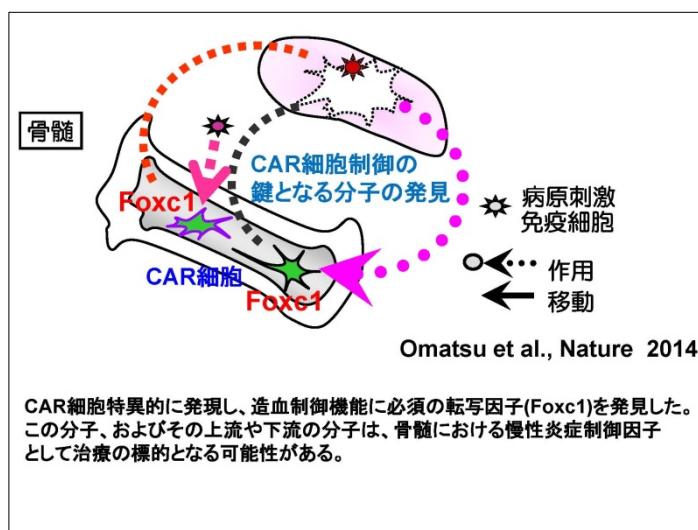 骨髄
CAR細胞制御の
鍵となる分子の発見
Foxc1
CAR細胞
Foxc1
病原刺激
免疫細胞
作用
移動
Omatsu et al., Nature 2014
CAR細胞特異的に発現し、造血制御機能に必須の転写因子(Foxc1)を発見した。
この分子、およびその上流や下流の分子は、骨髄における慢性炎症制御因子
として治療の標的となる可能性がある。